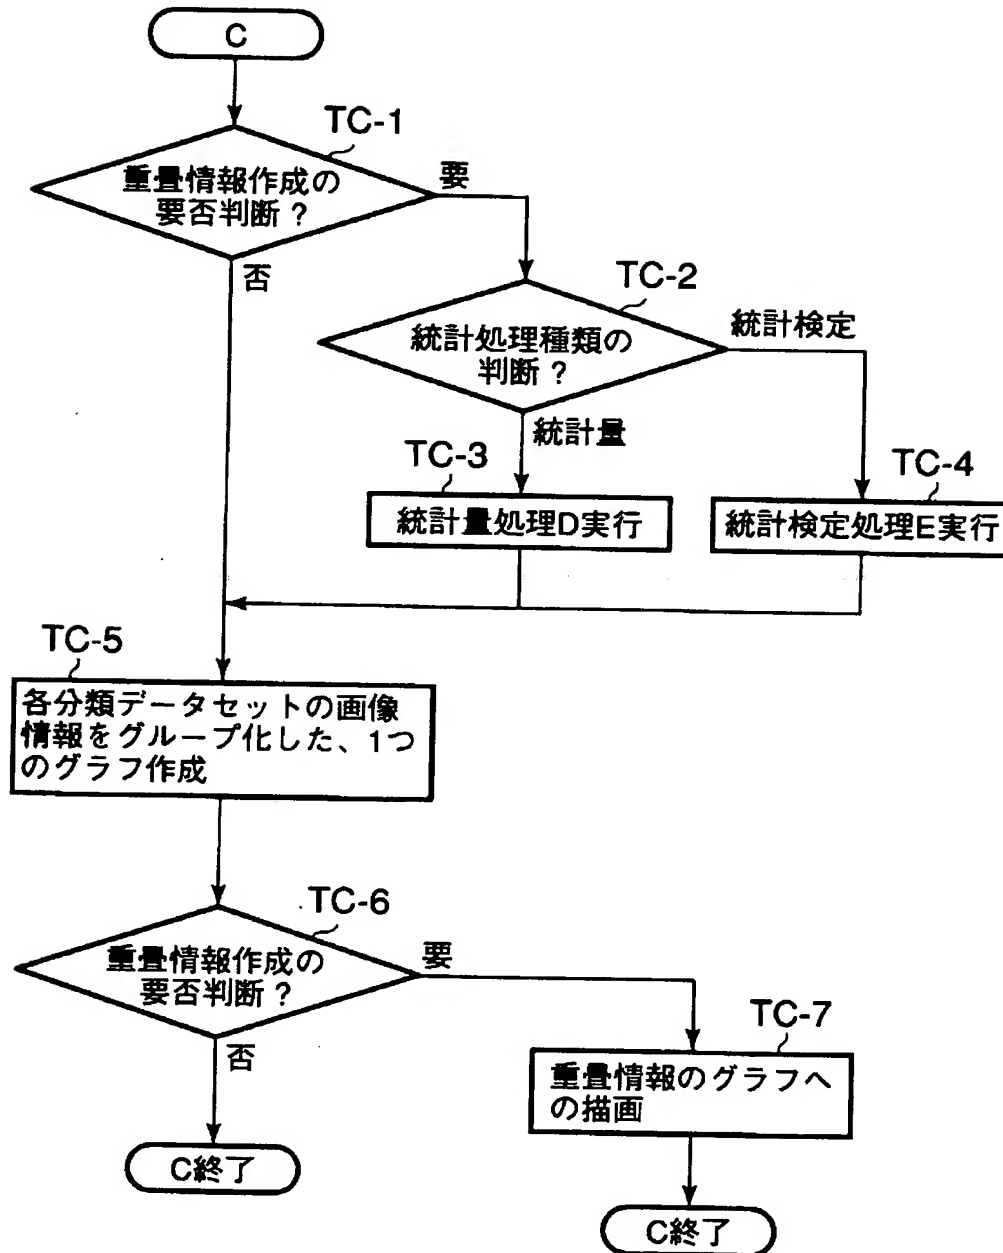 C
TC-1
重畳情報作成の
要否判断？
要
否
TC-2
統計処理種類の
判断？
統計検定
統計量
TC-3
統計量処理D実行
TC-4
統計検定処理E実行
TC-5
各分類データセットの画像
情報をグループ化した、1つ
のグラフ作成
TC-6
重畳情報作成の
要否判断？
要
否
TC-7
重畳情報のグラフへ
の描画
C終了
C終了